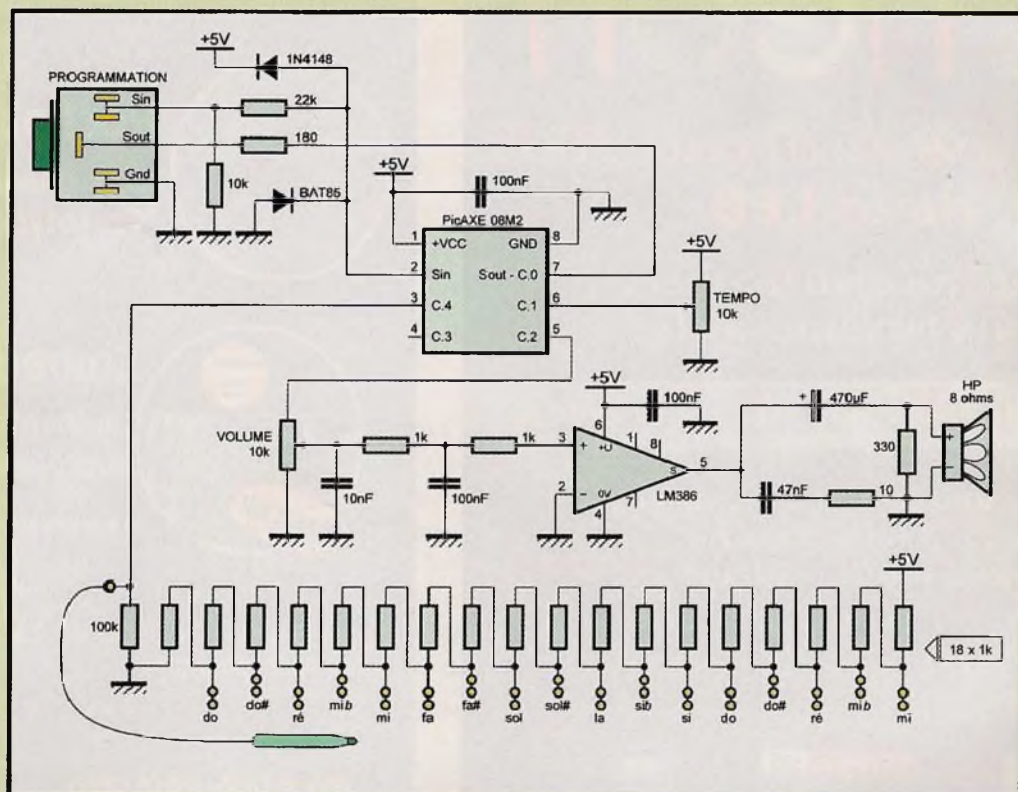 +5V
1N4148
PROGRAMMATION
Sin
22k
Sout
180
Gnd
10k
BAT85
+5V
100nF
PicAXE 08M2
1 +VCC GND 8
2 Sin Sout - C.0 7
3 C.4 C.1 6
4 C.3 C.2 5
+5V
TEMPO
10k
VOLUME
10k
10nF
1k
100nF
1k
+5V
100nF
6
+U
1
8
3
+
2
-
S
5
0V
4
7
LM386
+ 470µF
47nF
10
330
HP
8 ohms
+
-
+5V
100k
18 x 1k
do do# ré mib mi fa fa# sol sol# la sib si do do# ré mib mi